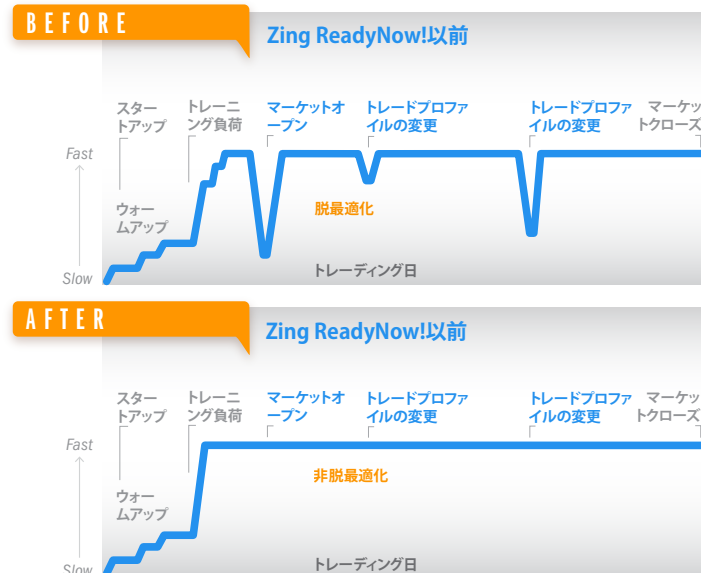 BEFORE
Zing ReadyNow!以前
スター
トアップ
トレーニ
ング負荷
マーケットオ
ープン
トレードプロファ
イルの変更
トレードプロファ
イルの変更
マーケッ
トクローズ
Fast
ウォー
ムアップ
脱最適化
Slow
トレーディング日
AFTER
Zing ReadyNow!以前
スター
トアップ
トレーニ
ング負荷
マーケットオ
ープン
トレードプロファ
イルの変更
トレードプロファ
イルの変更
マーケッ
トクローズ
Fast
非脱最適化
ウォー
ムアップ
トレーディング日
Slow